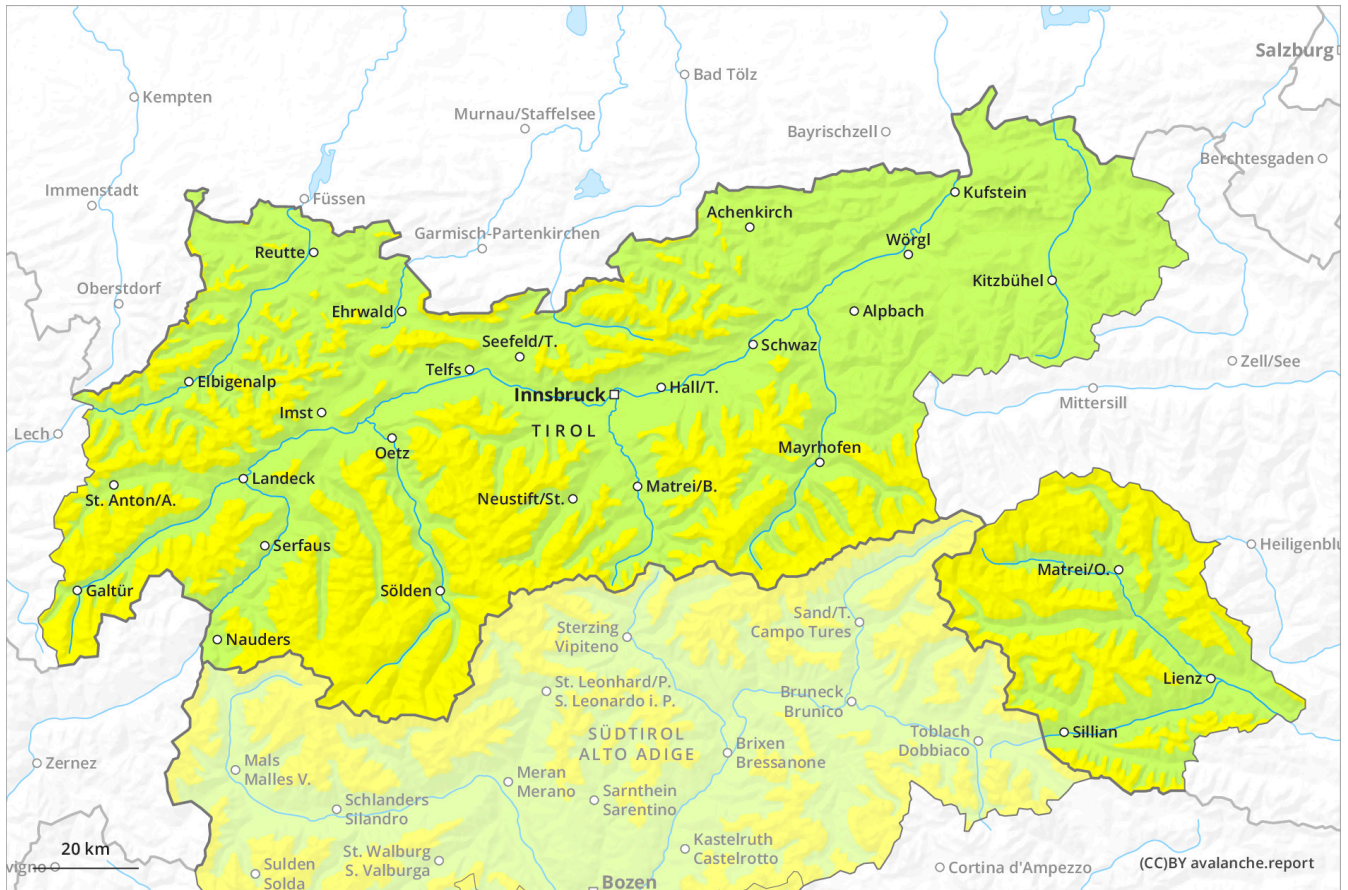 Salzburg
Bad Tölz
Kempten
Murnau/Staffelsee
Bayrischzell
Berchtesgaden
Immenstadt
Füssen
Kufstein
Achenkirch
Garmisch-Partenkirchen
Wörgl
Reutte
Oberstdorf
Kitzbühel
Ehrwald
Alpbach
Seefeld/T.
Schwaz
Zell/See
Telfs
Elbigenalp
Hall/T.
Innsbruck
Mittersill
Imst
TIROL
Lech
Mayrhofen
Oetz
Landeck
Matrei/B.
St. Anton/A.
Neustift/St.
Serfaus
Heiligenblu
Matrei/O.
Galtür
Sölden
Sand/T.
Campo Tures
Sterzing
Vipiteno
Nauders
Lienz
St. Leonhard/P.
S. Leonardo i. P.
Bruneck
Brunico
Sillian
SÜDTIROL
ALTO ADIGE
Toblach
Dobbiaco
Brixen
Bressanone
Zernez
Mals
Malles V.
Meran
Merano
Sarnthein
Sarentino
Schlanders
Silandro
Kastelruth
Castelrotto
20 km
St. Walburg
S. Valburga
(CC)BY avalanche.report
vigno
Cortina d'Ampezzo
Sulden
Solda
Bozen